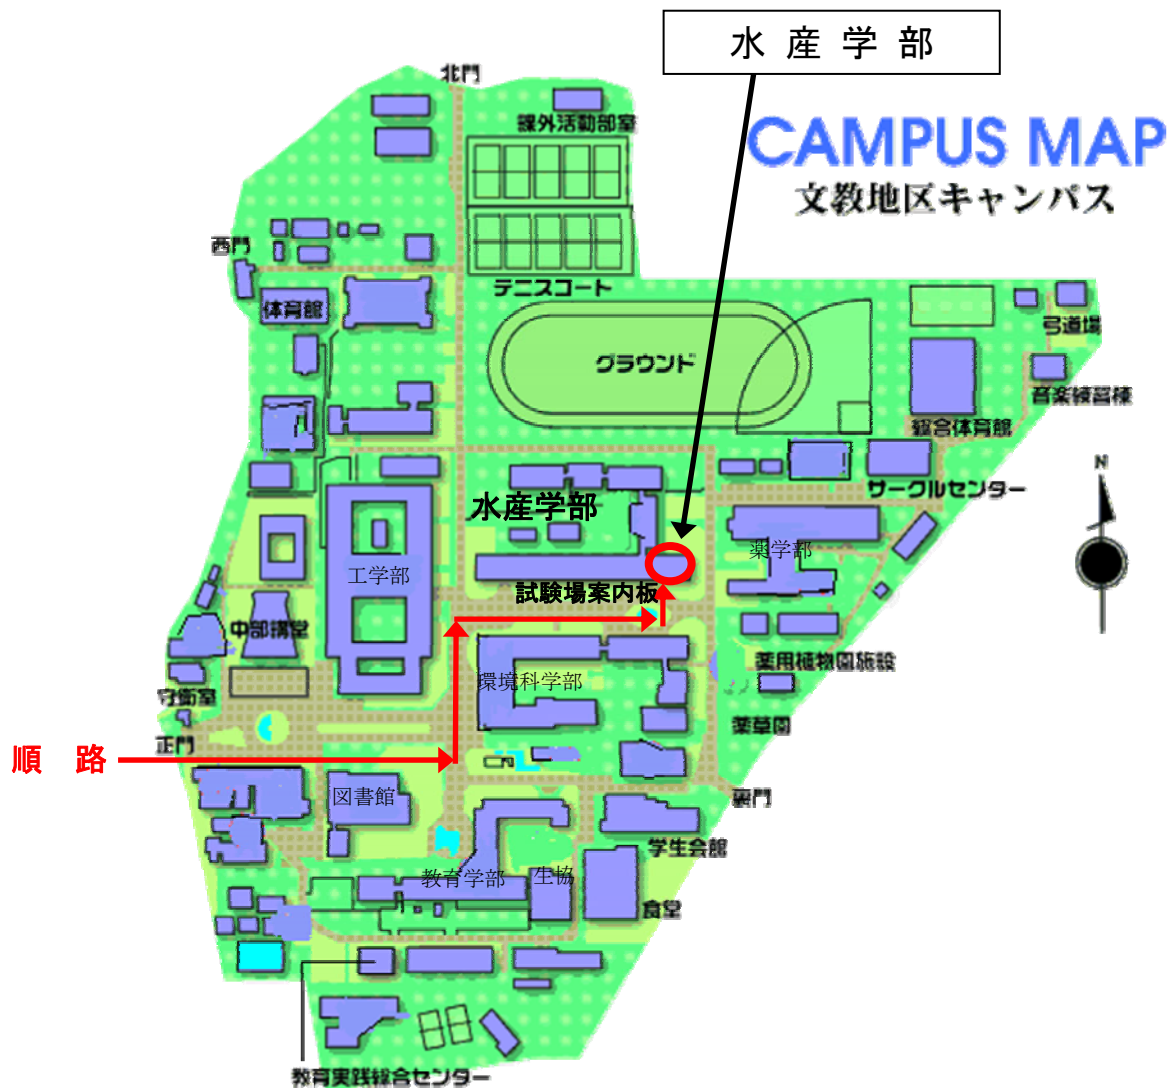 水産学部
北門
課外活動部室
CAMPUS MAP
文教地区キャンパス
西門
テニスコート
体育館
弓道場
グラウンド
音楽練習棟
総合体育館
N
サークルセンター
水産学部
薬学部
工学部
試験場案内板
中部講堂
薬用植物園施設
環境科学部
守衛室
薬草園
正門
順路
図書館
裏門
学生会館
教育学部
生協
食堂
教育実践総合センター